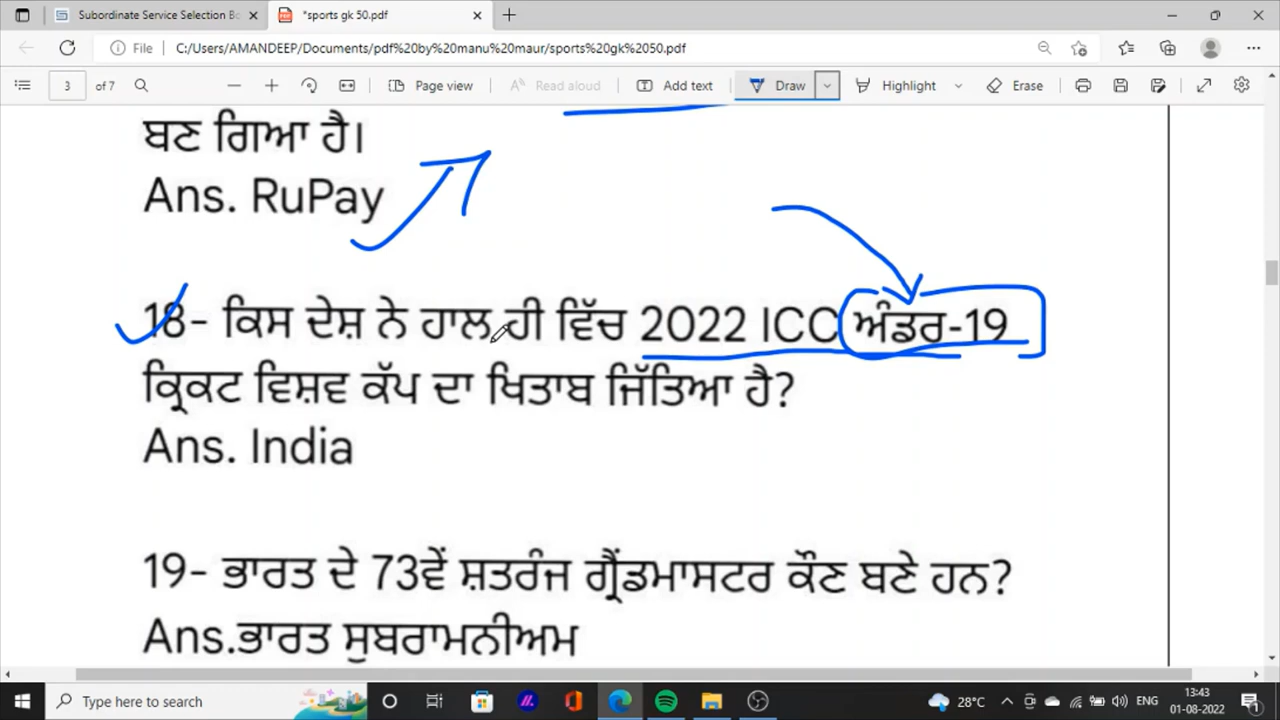 Subordinate Service Selection Bo
*sports gk 50.pdf
File
C:/Users/AMANDEEP/Documents/pdf%20by%20manu%20maur/sports%20gk%2050.pdf
3 of 7
Page view
Read aloud
Add text
Draw
Highlight
Erase
ਬਣ ਗਿਆ ਹੈ।
Ans. RuPay
18- ਕਿਸ ਦੇਸ਼ ਨੇ ਹਾਲ ਹੀ ਵਿੱਚ 2022 ICC ਅੰਡਰ-19
ਕ੍ਰਿਕਟ ਵਿਸ਼ਵ ਕੱਪ ਦਾ ਖਿਤਾਬ ਜਿੱਤਿਆ ਹੈ?
Ans. India
19- ਭਾਰਤ ਦੇ 73ਵੇਂ ਸ਼ਤਰੰਜ ਗ੍ਰੈਂਡਮਾਸਟਰ ਕੌਣ ਬਣੇ ਹਨ?
Ans.ਭਾਰਤ ਸੁਬਰਾਮਨੀਅਮ
Type here to search
28°C
ENG
13:43
01-08-2022
1